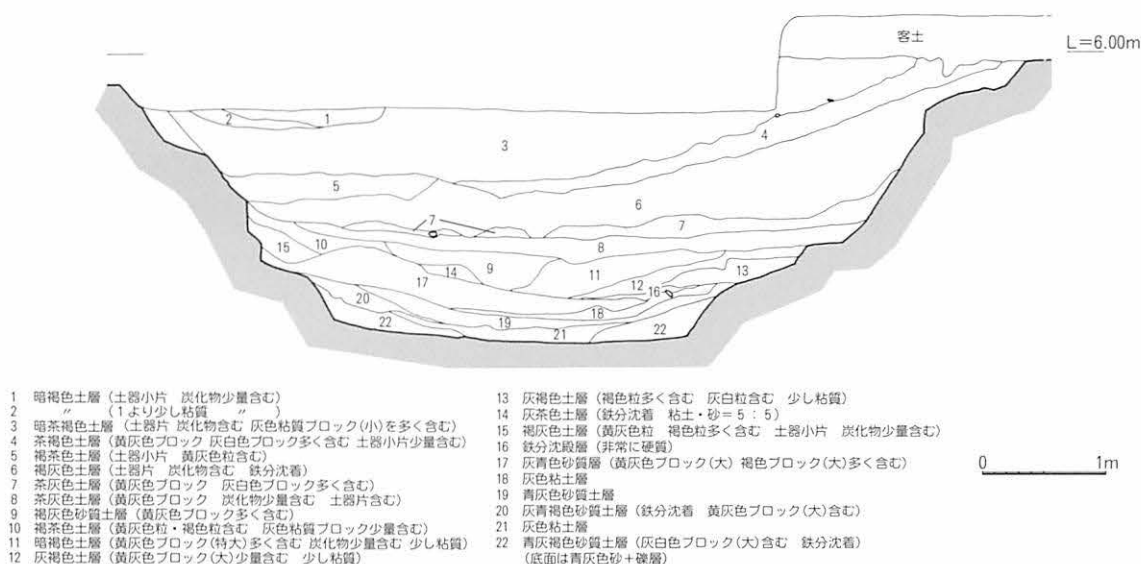 客土
L=6.00m
2
1
3
4
5
6
7
7
8
10
15
9
14
11
17
12
13
16
20
18
19
22
21
22
1 暗褐色土層(土器小片 炭化物少量含む)
2 〃 (1より少し粘質 〃 )
3 暗茶褐色土層(土器片 炭化物含む 灰色粘質ブロック(小)を多く含む)
4 茶褐色土層(黄灰色ブロック 灰白色ブロック多く含む 土器小片少量含む)
5 褐茶色土層(土器小片 黄灰色粒含む)
6 褐灰色土層(土器片 炭化物含む 鉄分沈着)
7 茶灰色土層(黄灰色ブロック 灰白色ブロック多く含む)
8 灰茶色土層(黄灰色ブロック 炭化物少量含む 土器片含む)
9 褐灰色砂質土層(黄灰色ブロック多く含む)
10 褐茶色土層(黄灰色粒・褐色粒含む 灰色粘質ブロック少量含む)
11 暗褐色土層(黄灰色ブロック(特大)多く含む 炭化物少量含む 少し粘質)
12 灰褐色土層(黄灰色ブロック(大)少量含む 少し粘質)
13 灰褐色土層(褐色粒多く含む 灰白粒含む 少し粘質)
14 灰茶色土層(鉄分沈着 粘土・砂=5:5)
15 褐灰色土層(黄灰色粒 褐色粒多く含む 土器小片 炭化物少量含む)
16 鉄分沈殿層(非常に硬質)
17 灰青色砂質層(黄灰色ブロック(大) 褐色ブロック(大)多く含む)
18 灰色粘土層
19 青灰色砂質土層
20 灰青褐色砂質土層(鉄分沈着 黄灰色ブロック(大)含む)
21 灰色粘土層
22 青灰褐色砂質土層(灰白色ブロック(大)含む 鉄分沈着)
(底面は青灰色砂+礫層)
0 1m